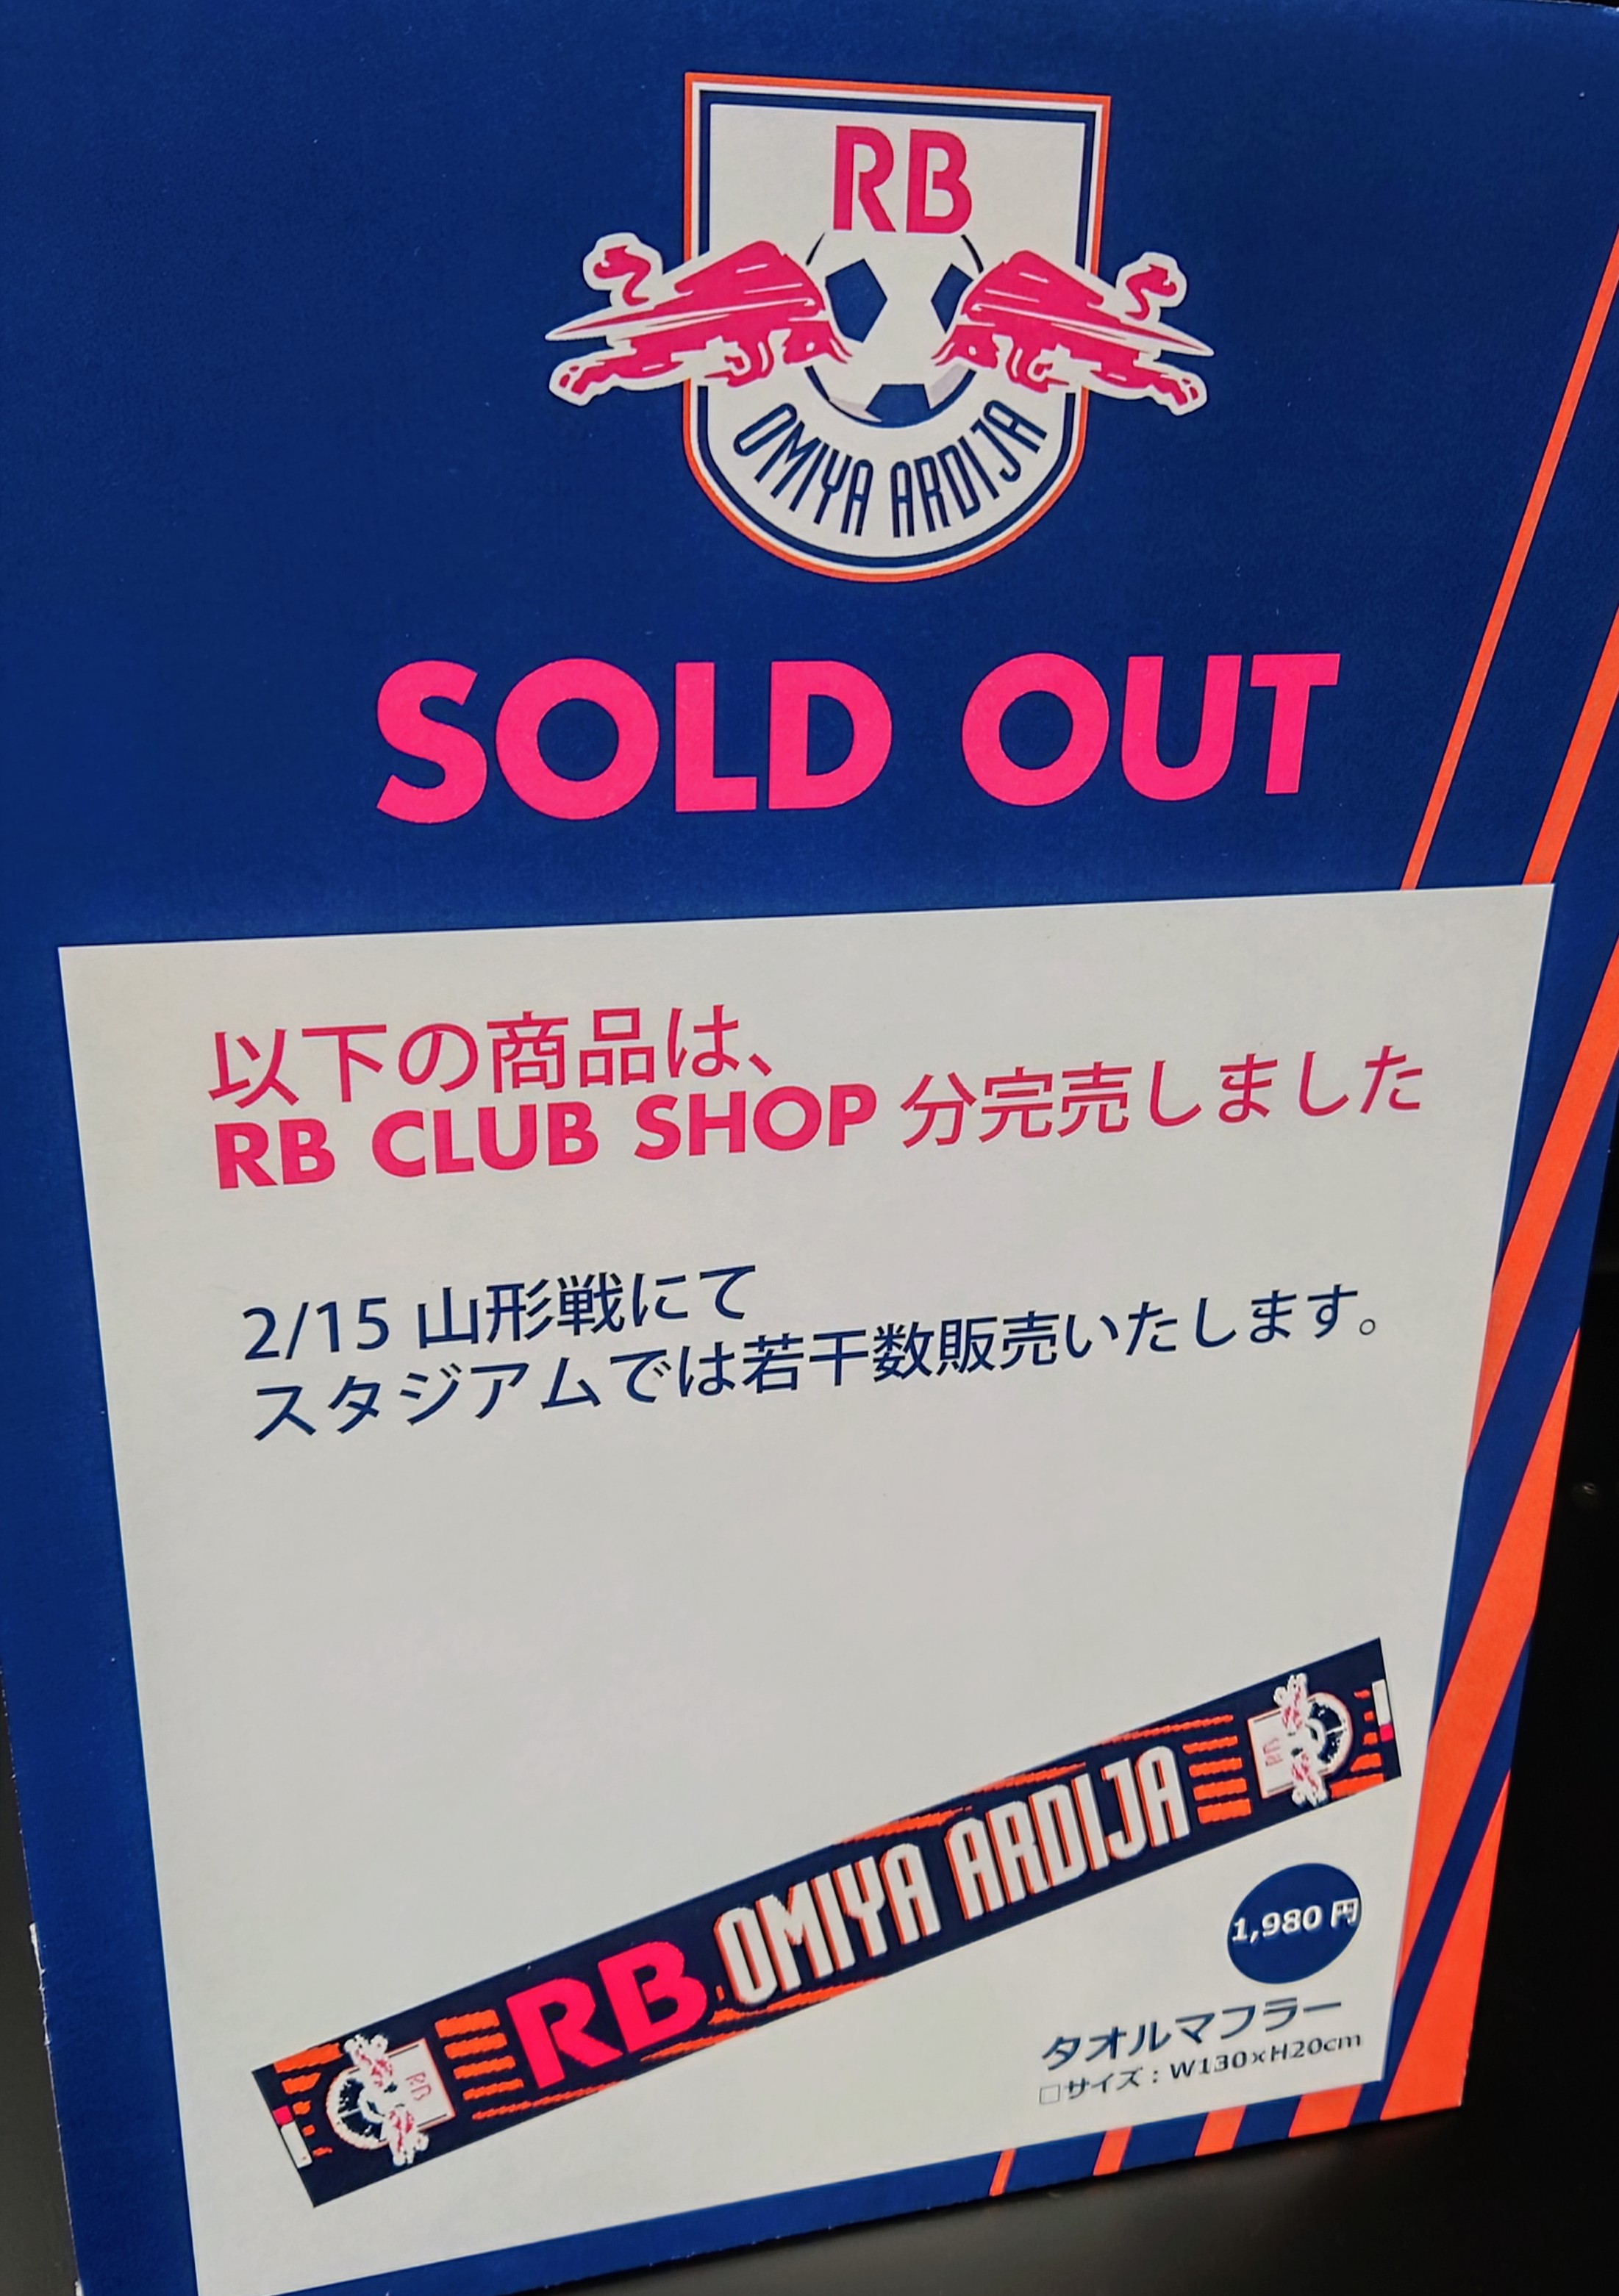 RB
OMIYA ARDIJA
SOLD OUT
以下の商品は、
RB CLUB SHOP 分完売しました
2/15 山形戦にて
スタジアムでは若干数販売いたします。
RB OMIYA ARDIJA
RB
1,980 円
タオルマフラー
□サイズ：W130×H20cm